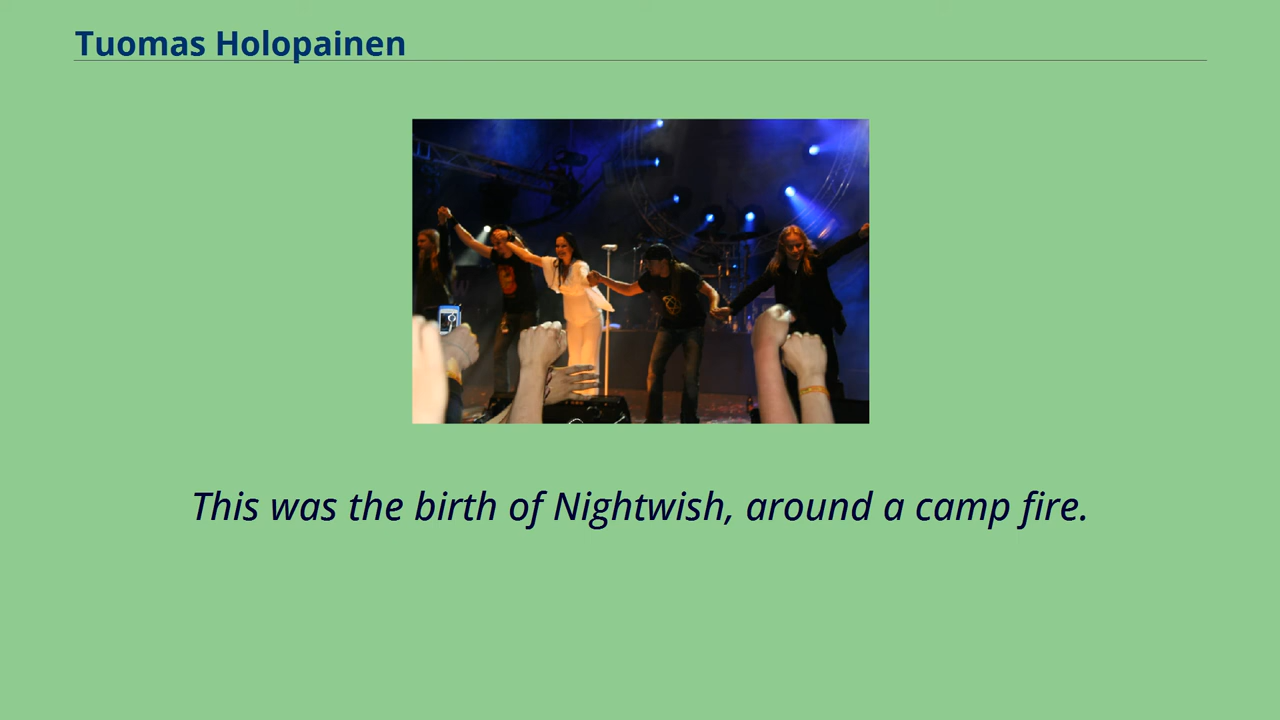 Tuomas Holopainen
This was the birth of Nightwish, around a camp fire.